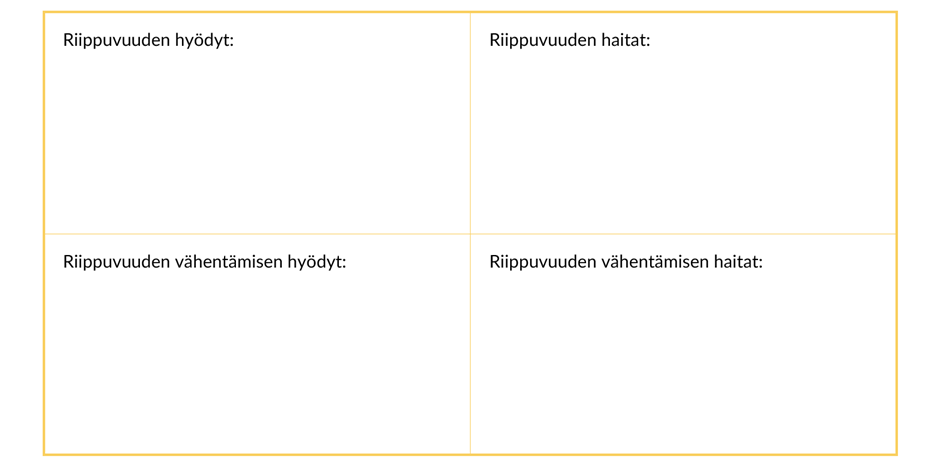 Riippuvuuden hyödyt:
Riippuvuuden haitat:
Riippuvuuden vähentämisen hyödyt:
Riippuvuuden vähentämisen haitat: